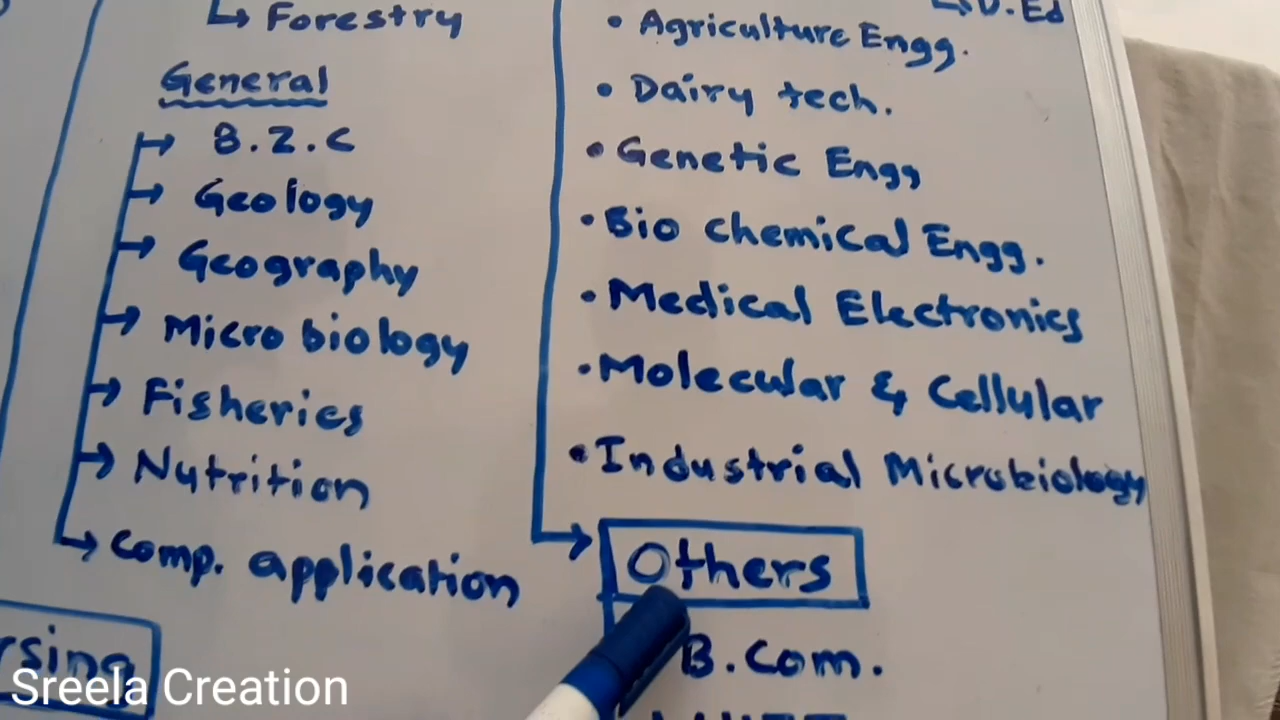 Forestry
General
B.Z.C
Geology
Geography
Micro biology
Fisheries
Nutrition
Comp. application
D.Ed
• Agriculture Engg.
• Dairy tech.
• Genetic Engg
• Bio chemical Engg.
• Medical Electronics
• Molecular & Cellular
• Industrial Microbiology
Others
B.Com.
Sreela Creation